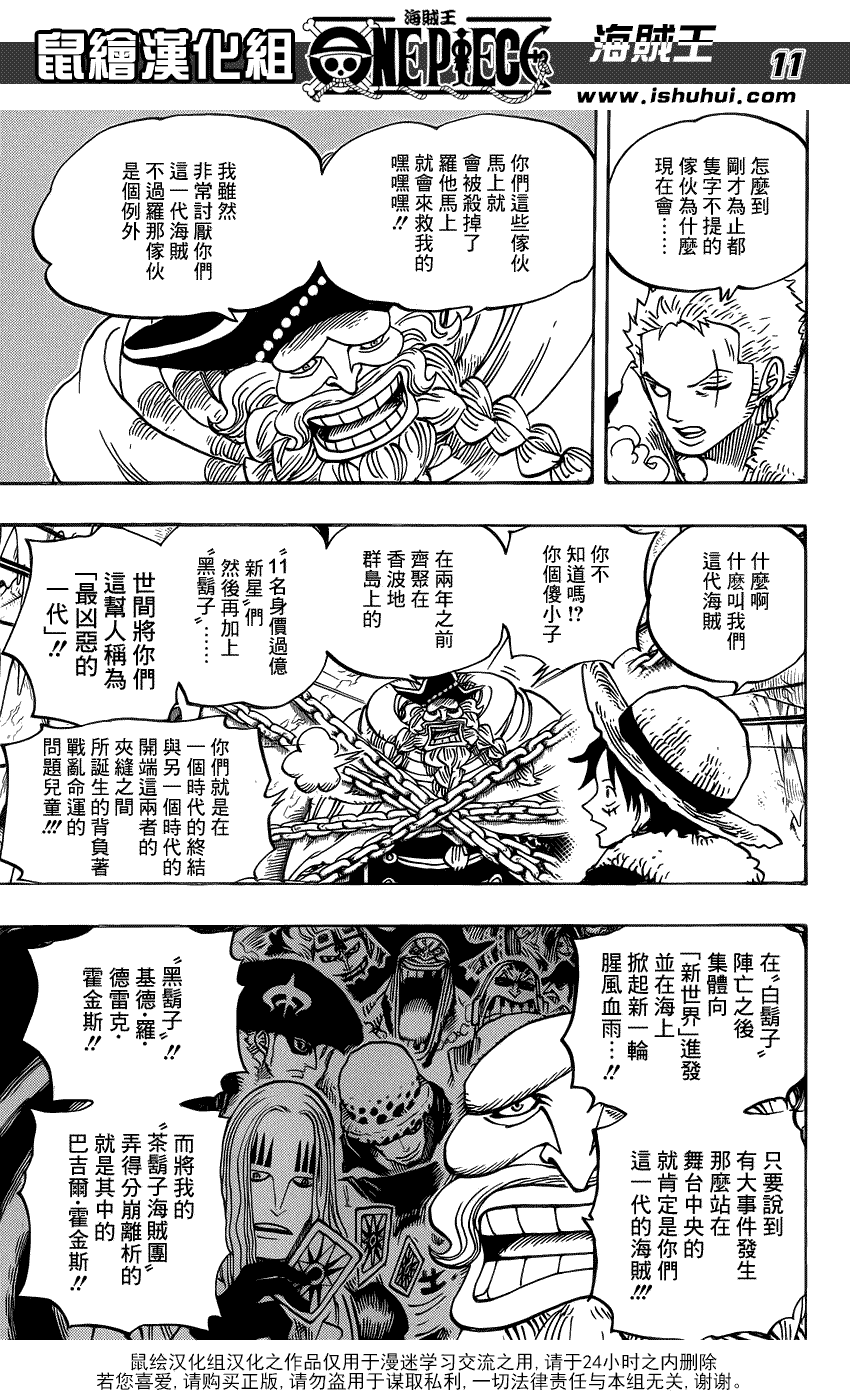 鼠繪漢化組
海賊王
ONE PIECE
海賊王
11
www.ishuhui.com
怎麼到
剛才為止都
隻字不提的
傢伙為什麼
現在會……
你們這些傢伙
馬上就
會被殺掉了
羅他馬上
就會來救我的
嘿嘿嘿!!
我雖然
非常討厭你們
這一代海賊
不過羅那傢伙
是個例外
什麼啊
什麽叫我們
這代海賊
你不
知道嗎!?
你個傻小子
在兩年之前
齊聚在
香波地
群島上的
〝11名身價過億
新星〞們
然後再加上
〝黑鬍子〞……
世間將你們
這幫人稱為
「最凶惡的
一代」!!
你們就是在
一個時代的終結
與另一個時代的
開端這兩者的
夾縫之間
所誕生的背負著
戰亂命運的
問題兒童!!!
在〝白鬍子〞
陣亡之後
集體向
「新世界」進發
並在海上
掀起新一輪
腥風血雨…!!
只要說到
有大事件發生
那麼站在
舞台中央的
就肯定是你們
這一代的海賊!!!
〝黑鬍子〞!!
基德·羅·
德雷克·
霍金斯!!
而將我的
〝茶鬍子海賊團〞
弄得分崩離析的
就是其中的
巴吉爾·霍金斯!!
鼠绘汉化组汉化之作品仅用于漫迷学习交流之用, 请于24小时之内删除
若您喜爱, 请购买正版, 请勿盗用于谋取私利, 一切法律责任与本组无关, 谢谢。